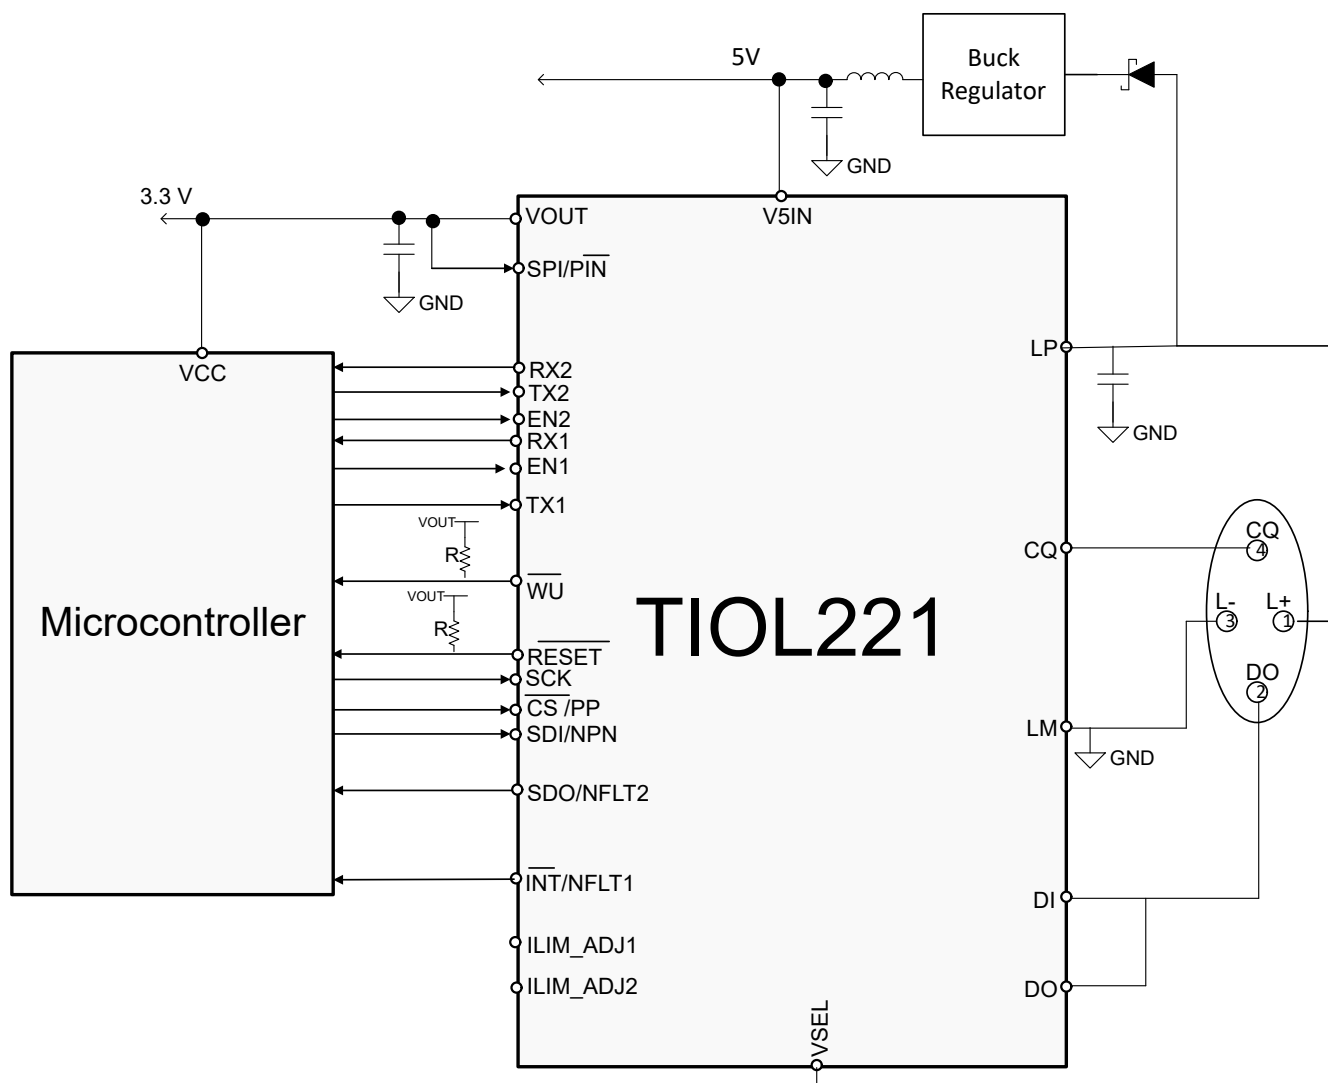 5V
Buck
Regulator
GND
3.3 V
VOUT
V5IN
SPI/PIN
GND
LP
VCC
RX2
TX2
EN2
RX1
EN1
TX1
GND
VOUT
R
CQ
CQ
4
WU
VOUT
R
Microcontroller
TIOL221
L-
3
L+
1
RESET
SCK
CS /PP
SDI/NPN
DO
2
LM
GND
SDO/NFLT2
INT/NFLT1
DI
ILIM_ADJ1
ILIM_ADJ2
DO
VSEL